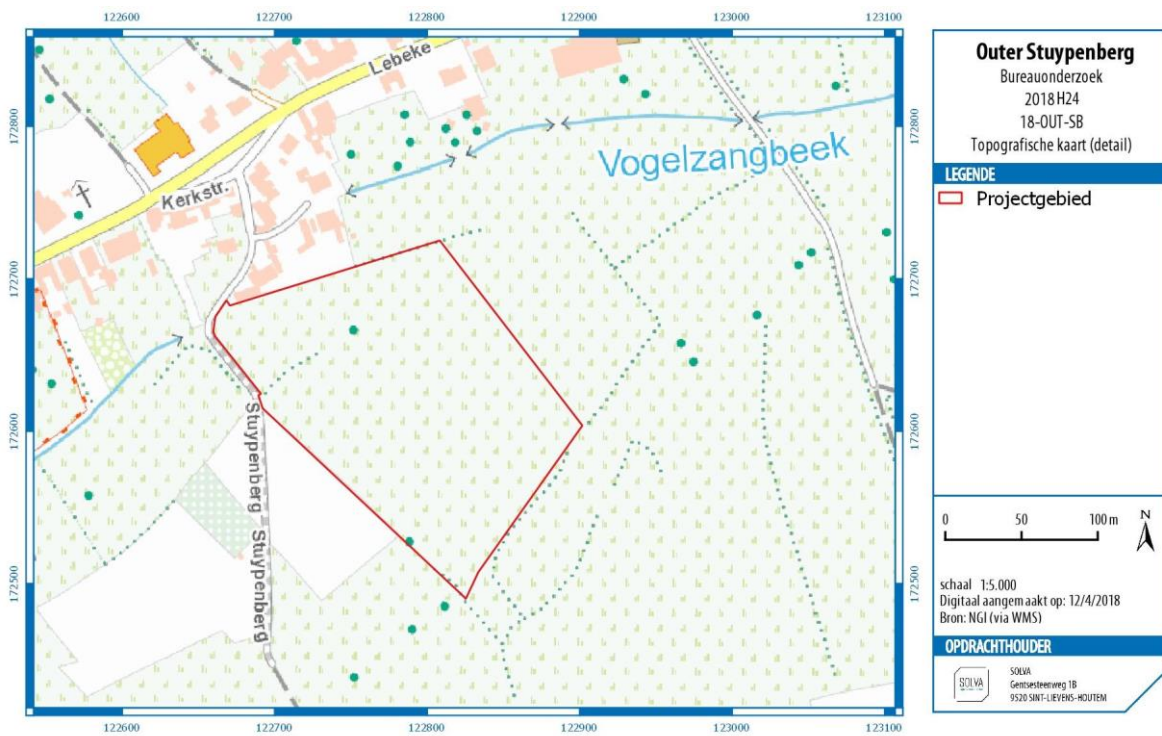 122600 122700 122800 122900 123000 123100
172800
172700
172600
172500
172800
172700
172600
172500
Lebeke
Kerkstr.
Vogelzangbeek
Stuypenberg
Stuypenberg
122600 122700 122800 122900 123000 123100
Outer Stuypenberg
Bureauonderzoek
2018H24
18-OUT-SB
Topografische kaart (detail)
LEGENDE
Projectgebied
0 50 100 m
N
schaal 1:5.000
Digitaal aangemaakt op: 12/4/2018
Bron: NGI (via WMS)
OPDRACHTHOUDER
SOLVA
SOLVA
Gentsesteenweg 1B
9520 SINT-LIEVENS-HOUTEM